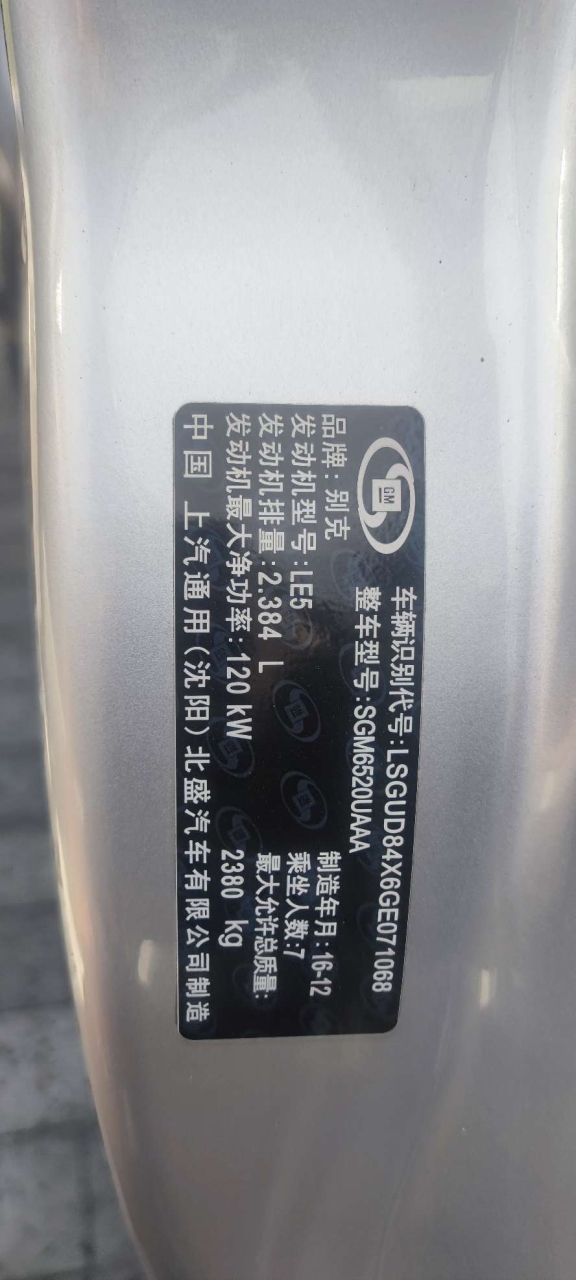 GM
车辆识别代号:LSGUD84X6GE071068
整车型号:SGM6520UAAA
品牌:别克 制造年月:16-12
发动机型号:LE5 乘坐人数:7
发动机排量:2.384 L 最大允许总质量:
发动机最大净功率:120 kW 2380 kg
中国 上汽通用(沈阳)北盛汽车有限公司制造